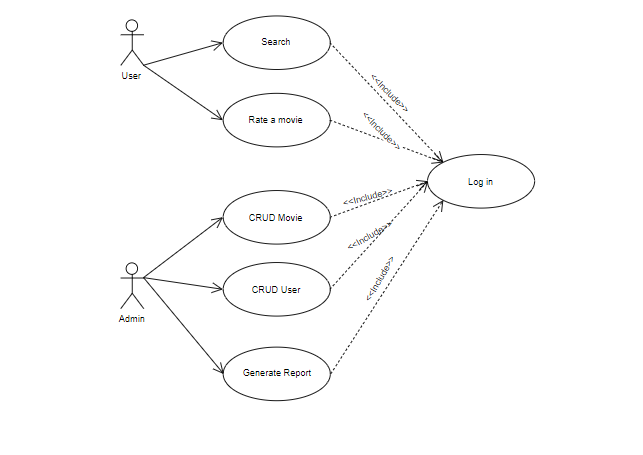 Search
<<Include>>
User
Rate a movie
<<Include>>
Log in
<<Include>>
CRUD Movie
<<Include>>
CRUD User
<<Include>>
Admin
Generate Report